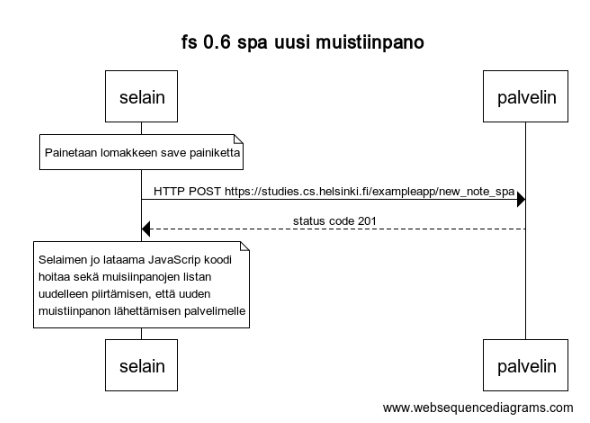 fs 0.6 spa uusi muistiinpano
selain
palvelin
Painetaan lomakkeen save painiketta
HTTP POST https://studies.cs.helsinki.fi/exampleapp/new_note_spa
status code 201
Selaimen jo lataama JavaScrip koodi
hoitaa sekä muisiinpanojen listan
uudelleen piirtämisen, että uuden
muistiinpanon lähettämisen palvelimelle
selain
palvelin
www.websequencediagrams.com